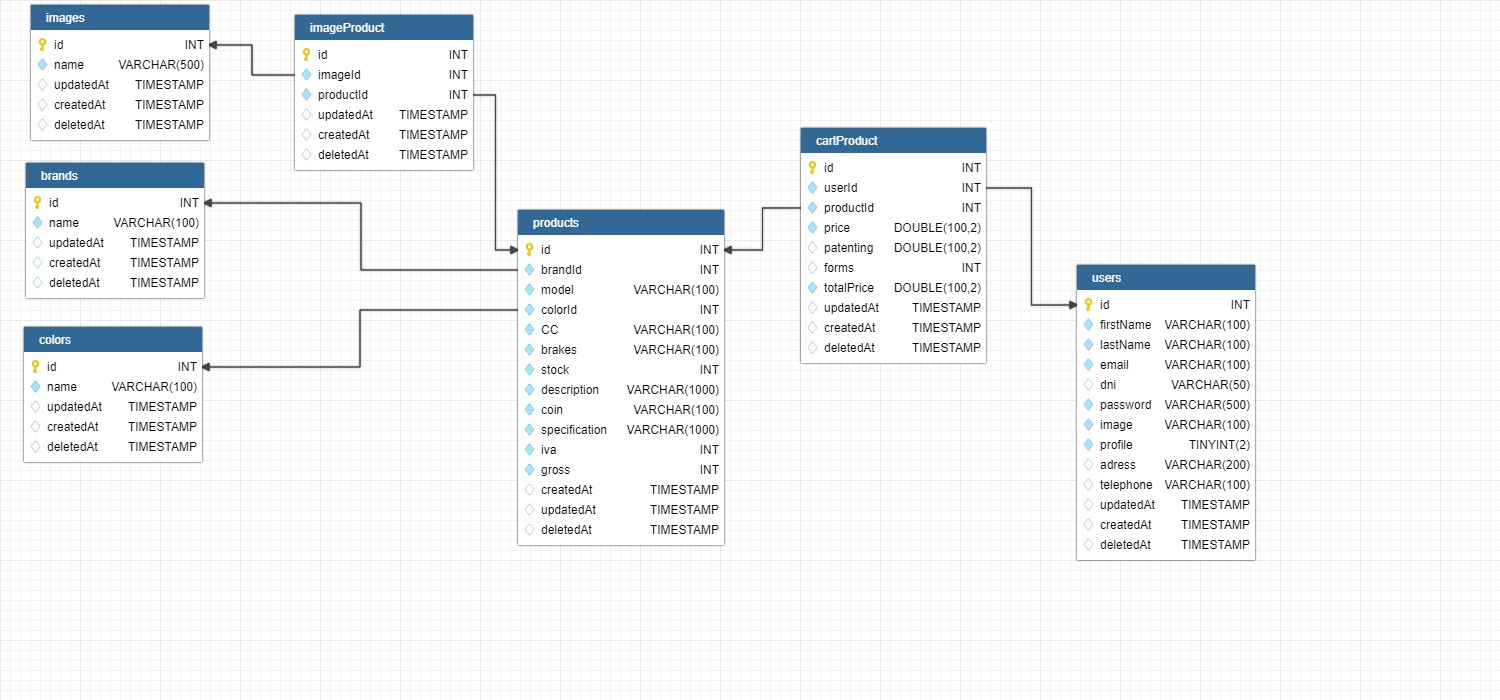 images
id INT
name VARCHAR(500)
updatedAt TIMESTAMP
createdAt TIMESTAMP
deletedAt TIMESTAMP
imageProduct
id INT
imageId INT
productId INT
updatedAt TIMESTAMP
createdAt TIMESTAMP
deletedAt TIMESTAMP
brands
id INT
name VARCHAR(100)
updatedAt TIMESTAMP
createdAt TIMESTAMP
deletedAt TIMESTAMP
colors
id INT
name VARCHAR(100)
updatedAt TIMESTAMP
createdAt TIMESTAMP
deletedAt TIMESTAMP
products
id INT
brandId INT
model VARCHAR(100)
colorId INT
CC VARCHAR(100)
brakes VARCHAR(100)
stock INT
description VARCHAR(1000)
coin VARCHAR(100)
specification VARCHAR(1000)
iva INT
gross INT
createdAt TIMESTAMP
updatedAt TIMESTAMP
deletedAt TIMESTAMP
cartProduct
id INT
userId INT
productId INT
price DOUBLE(100,2)
patenting DOUBLE(100,2)
forms INT
totalPrice DOUBLE(100,2)
updatedAt TIMESTAMP
createdAt TIMESTAMP
deletedAt TIMESTAMP
users
id INT
firstName VARCHAR(100)
lastName VARCHAR(100)
email VARCHAR(100)
dni VARCHAR(50)
password VARCHAR(500)
image VARCHAR(100)
profile TINYINT(2)
adress VARCHAR(200)
telephone VARCHAR(100)
updatedAt TIMESTAMP
createdAt TIMESTAMP
deletedAt TIMESTAMP